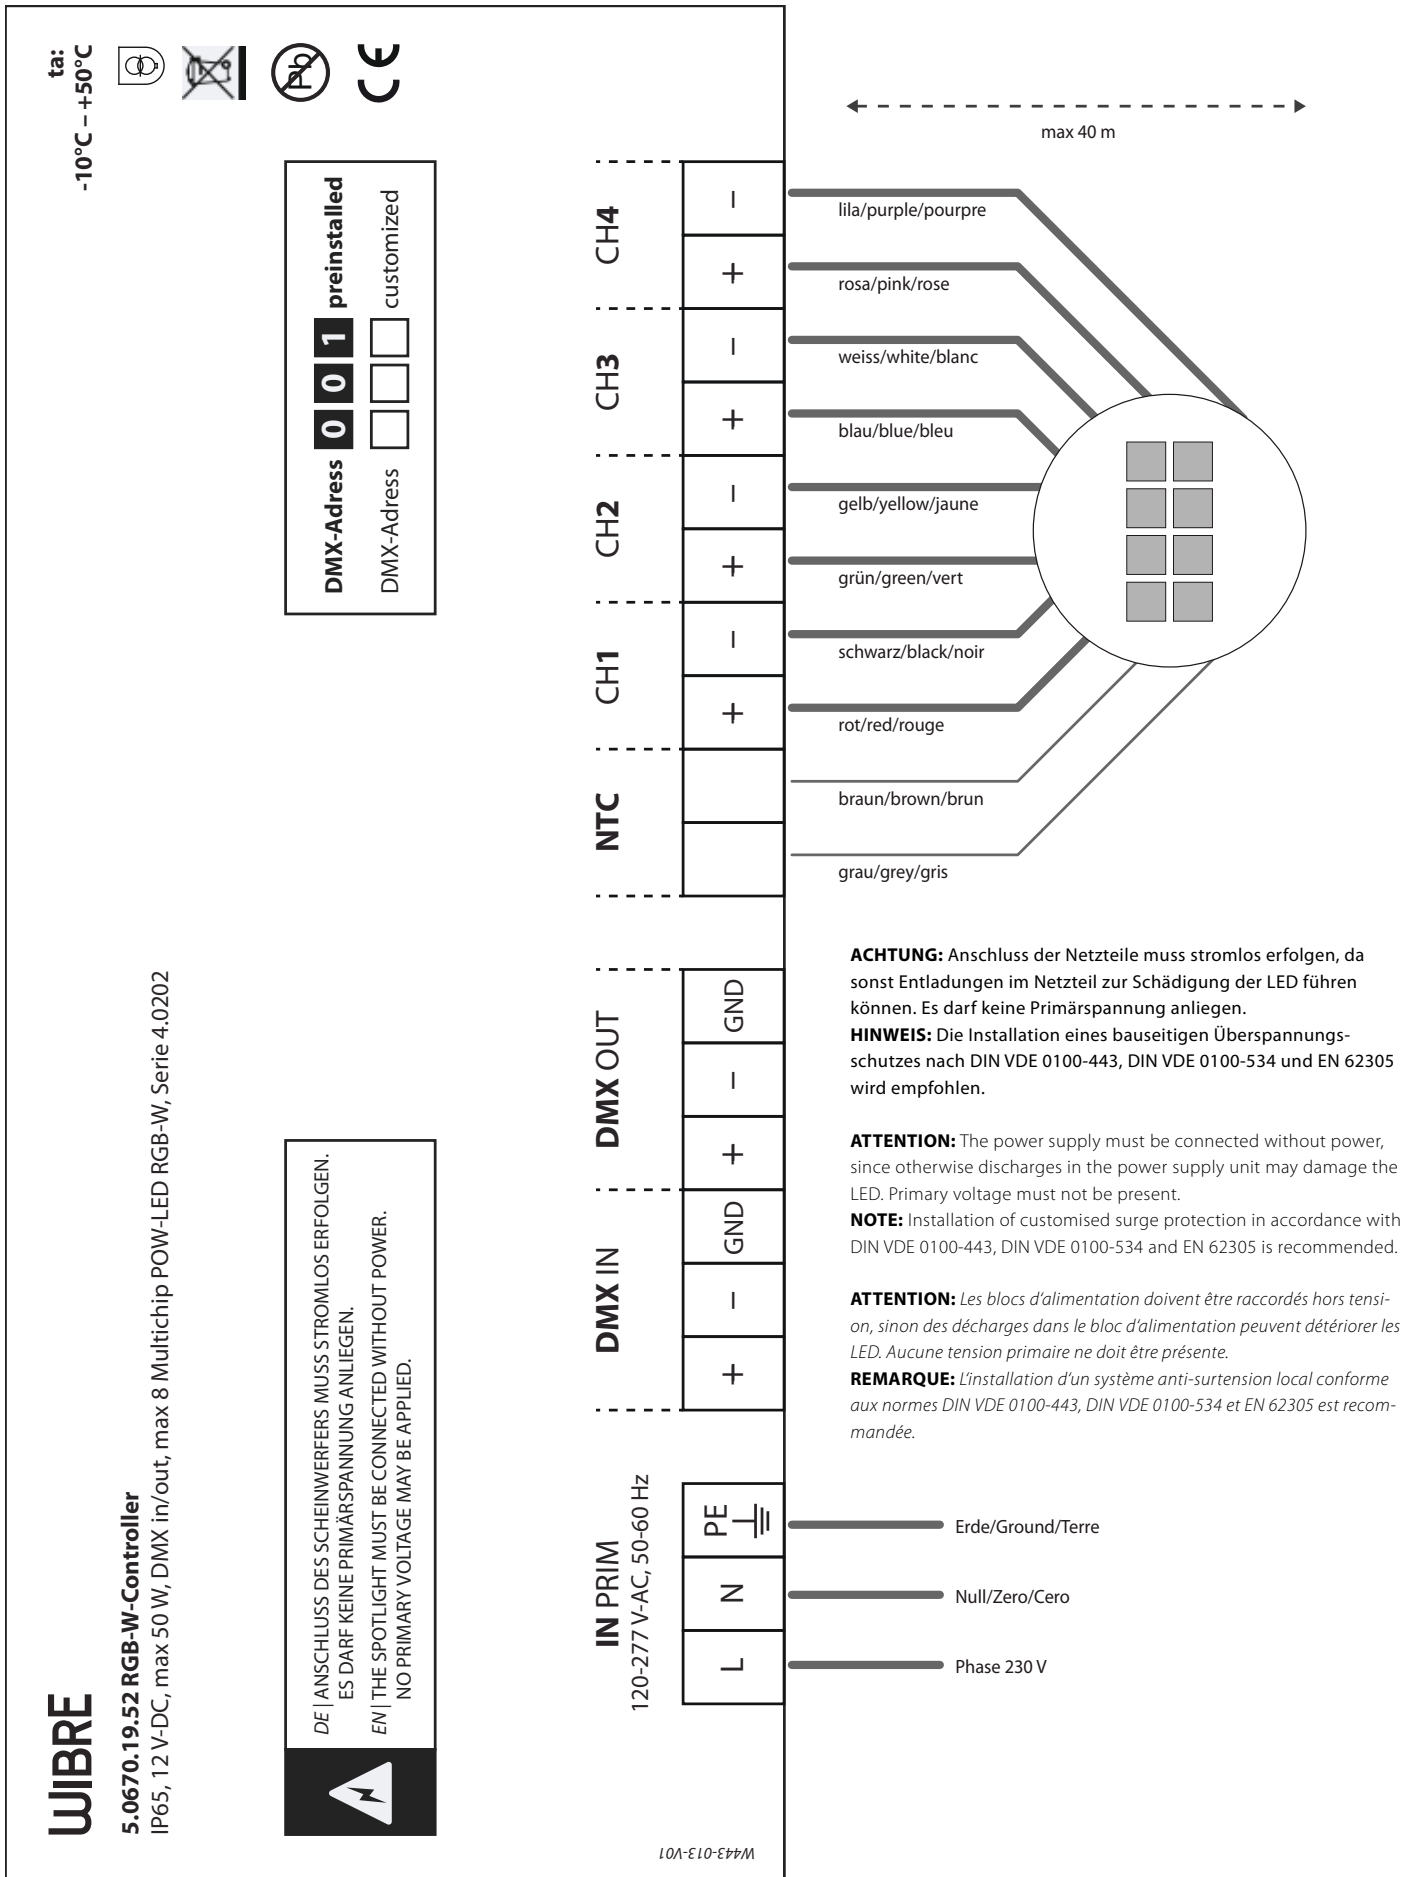 WIBRE
5.0670.19.52 RGB-W-Controller
IP65, 12 V-DC, max 50 W, DMX in/out, max 8 Multichip POW-LED RGB-W, Serie 4.0202
ta:
-10°C – +50°C
Pb
CE
DE | ANSCHLUSS DES SCHEINWERFERS MUSS STROMLOS ERFOLGEN.
ES DARF KEINE PRIMÄRSPANNUNG ANLIEGEN.
EN | THE SPOTLIGHT MUST BE CONNECTED WITHOUT POWER.
NO PRIMARY VOLTAGE MAY BE APPLIED.
DMX-Adress 0 0 1 preinstalled
DMX-Adress customized
IN PRIM
120-277 V-AC, 50-60 Hz
DMX IN
DMX OUT
NTC
CH1
CH2
CH3
CH4
L
N
PE
+
–
GND
+
–
GND
+
–
+
–
+
–
+
–
W443-013-V01
max 40 m
lila/purple/pourpre
rosa/pink/rose
weiss/white/blanc
blau/blue/bleu
gelb/yellow/jaune
grün/green/vert
schwarz/black/noir
rot/red/rouge
braun/brown/brun
grau/grey/gris
ACHTUNG: Anschluss der Netzteile muss stromlos erfolgen, da
sonst Entladungen im Netzteil zur Schädigung der LED führen
können. Es darf keine Primärspannung anliegen.
HINWEIS: Die Installation eines bauseitigen Überspannungs-
schutzes nach DIN VDE 0100-443, DIN VDE 0100-534 und EN 62305
wird empfohlen.
ATTENTION: The power supply must be connected without power,
since otherwise discharges in the power supply unit may damage the
LED. Primary voltage must not be present.
NOTE: Installation of customised surge protection in accordance with
DIN VDE 0100-443, DIN VDE 0100-534 and EN 62305 is recommended.
ATTENTION: Les blocs d'alimentation doivent être raccordés hors tensi-
on, sinon des décharges dans le bloc d'alimentation peuvent détériorer les
LED. Aucune tension primaire ne doit être présente.
REMARQUE: L'installation d'un système anti-surtension local conforme
aux normes DIN VDE 0100-443, DIN VDE 0100-534 et EN 62305 est recom-
mandée.
Erde/Ground/Terre
Null/Zero/Cero
Phase 230 V